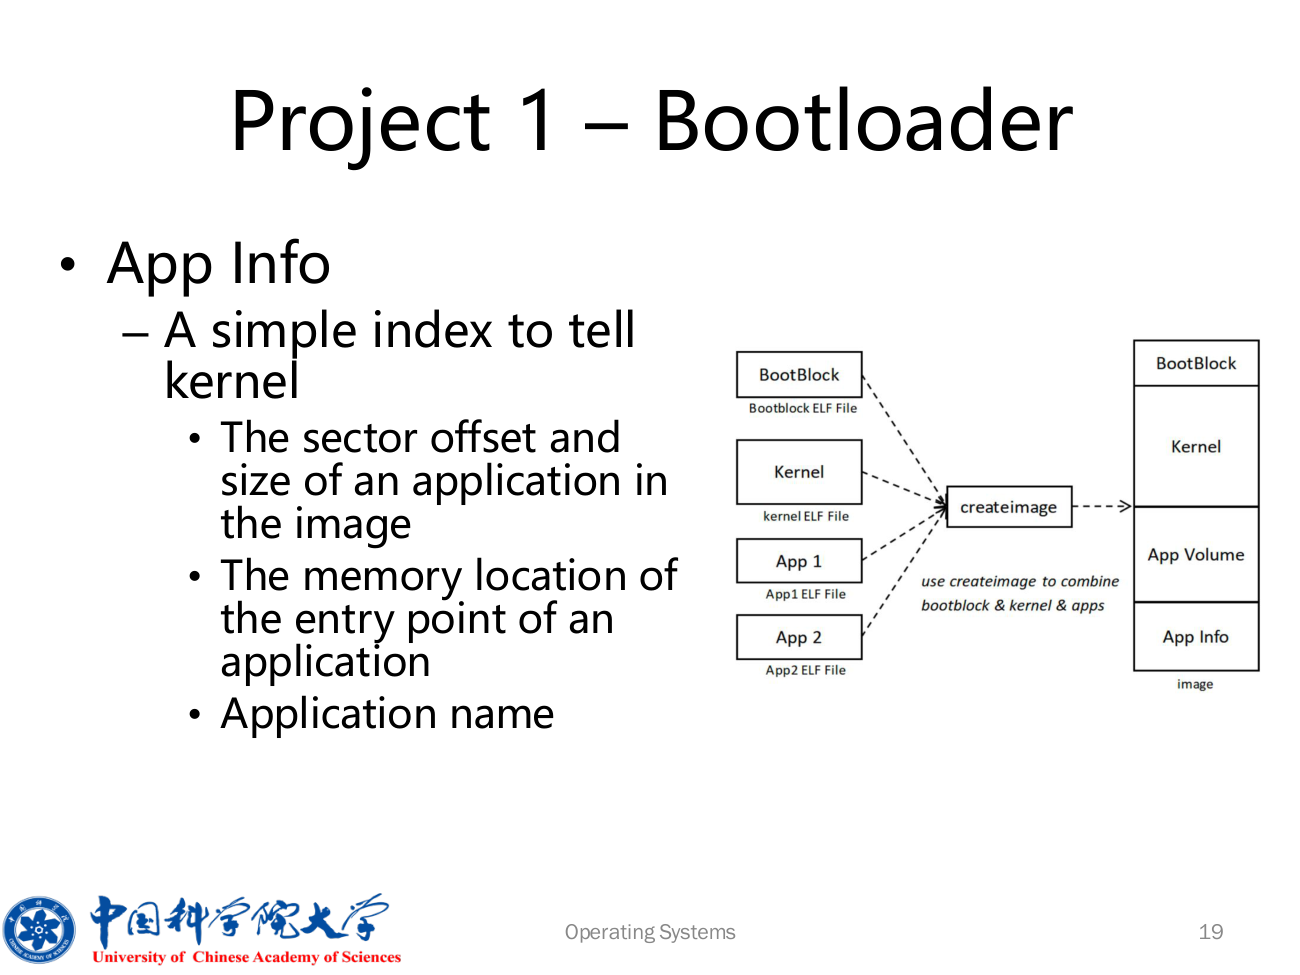 Project 1 – Bootloader
• App Info
– A simple index to tell
kernel
• The sector offset and
size of an application in
the image
• The memory location of
the entry point of an
application
• Application name
BootBlock
Bootblock ELF File
Kernel
kernel ELF File
App 1
App1 ELF File
App 2
App2 ELF File
createimage
use createimage to combine
bootblock & kernel & apps
BootBlock
Kernel
App Volume
App Info
image
中国科学院大学
University of Chinese Academy of Sciences
Operating Systems
19